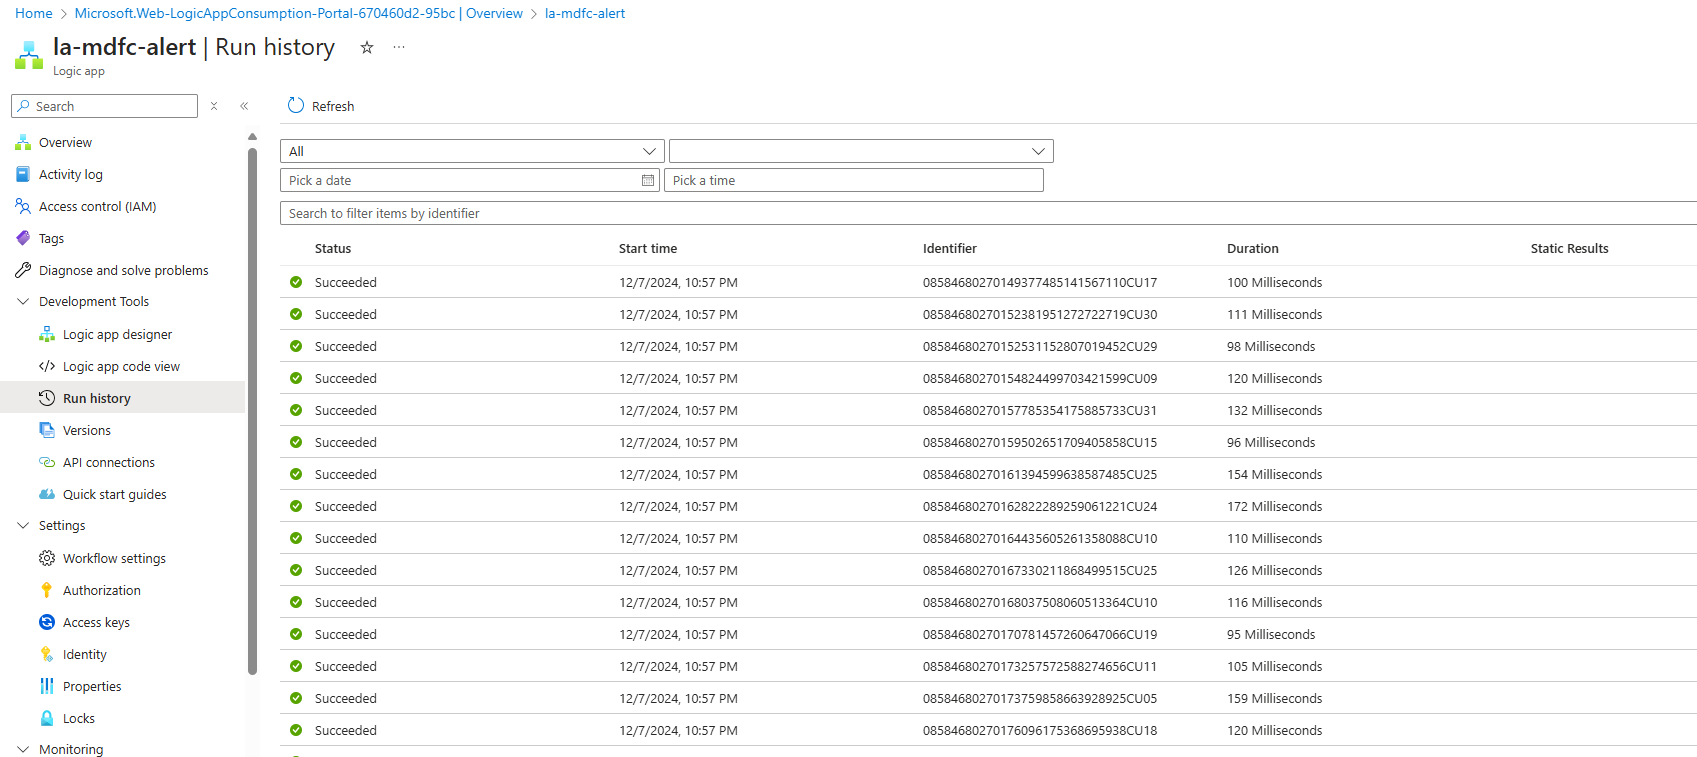 Home > Microsoft.Web-LogicAppConsumption-Portal-670460d2-95bc | Overview > la-mdfc-alert
la-mdfc-alert | Run history
Logic app
Search
Refresh
Overview
Activity log
Access control (IAM)
Tags
Diagnose and solve problems
Development Tools
Logic app designer
Logic app code view
Run history
Versions
API connections
Quick start guides
Settings
Workflow settings
Authorization
Access keys
Identity
Properties
Locks
Monitoring
All
Pick a date Pick a time
Search to filter items by identifier
Status Start time Identifier Duration Static Results
Succeeded 12/7/2024, 10:57 PM 08584680270149377485141567110CU17 100 Milliseconds
Succeeded 12/7/2024, 10:57 PM 08584680270152381951272722719CU30 111 Milliseconds
Succeeded 12/7/2024, 10:57 PM 08584680270152531152807019452CU29 98 Milliseconds
Succeeded 12/7/2024, 10:57 PM 08584680270154824499703421599CU09 120 Milliseconds
Succeeded 12/7/2024, 10:57 PM 08584680270157785354175885733CU31 132 Milliseconds
Succeeded 12/7/2024, 10:57 PM 08584680270159502651709405858CU15 96 Milliseconds
Succeeded 12/7/2024, 10:57 PM 08584680270161394599638587485CU25 154 Milliseconds
Succeeded 12/7/2024, 10:57 PM 08584680270162822289259061221CU24 172 Milliseconds
Succeeded 12/7/2024, 10:57 PM 08584680270164435605261358088CU10 110 Milliseconds
Succeeded 12/7/2024, 10:57 PM 08584680270167330211868499515CU25 126 Milliseconds
Succeeded 12/7/2024, 10:57 PM 08584680270168037508060513364CU10 116 Milliseconds
Succeeded 12/7/2024, 10:57 PM 08584680270170781457260647066CU19 95 Milliseconds
Succeeded 12/7/2024, 10:57 PM 08584680270173257572588274656CU11 105 Milliseconds
Succeeded 12/7/2024, 10:57 PM 08584680270173759858663928925CU05 159 Milliseconds
Succeeded 12/7/2024, 10:57 PM 08584680270176096175368695938CU18 120 Milliseconds